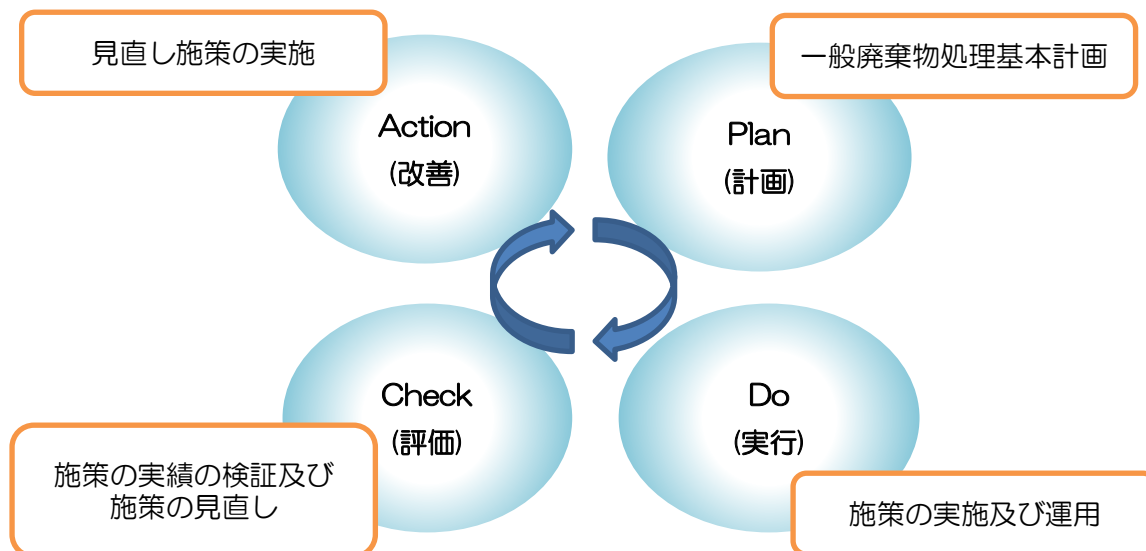 見直し施策の実施
一般廃棄物処理基本計画
Action
(改善)
Plan
(計画)
Check
(評価)
Do
(実行)
施策の実績の検証及び
施策の見直し
施策の実施及び運用